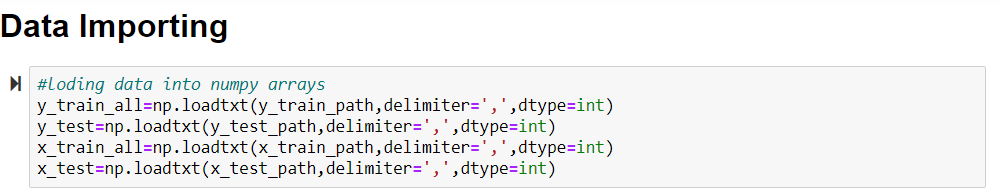 Data Importing
#loding data into numpy arrays
y_train_all=np.loadtxt(y_train_path,delimiter=',',dtype=int)
y_test=np.loadtxt(y_test_path,delimiter=',',dtype=int)
x_train_all=np.loadtxt(x_train_path,delimiter=',',dtype=int)
x_test=np.loadtxt(x_test_path,delimiter=',',dtype=int)